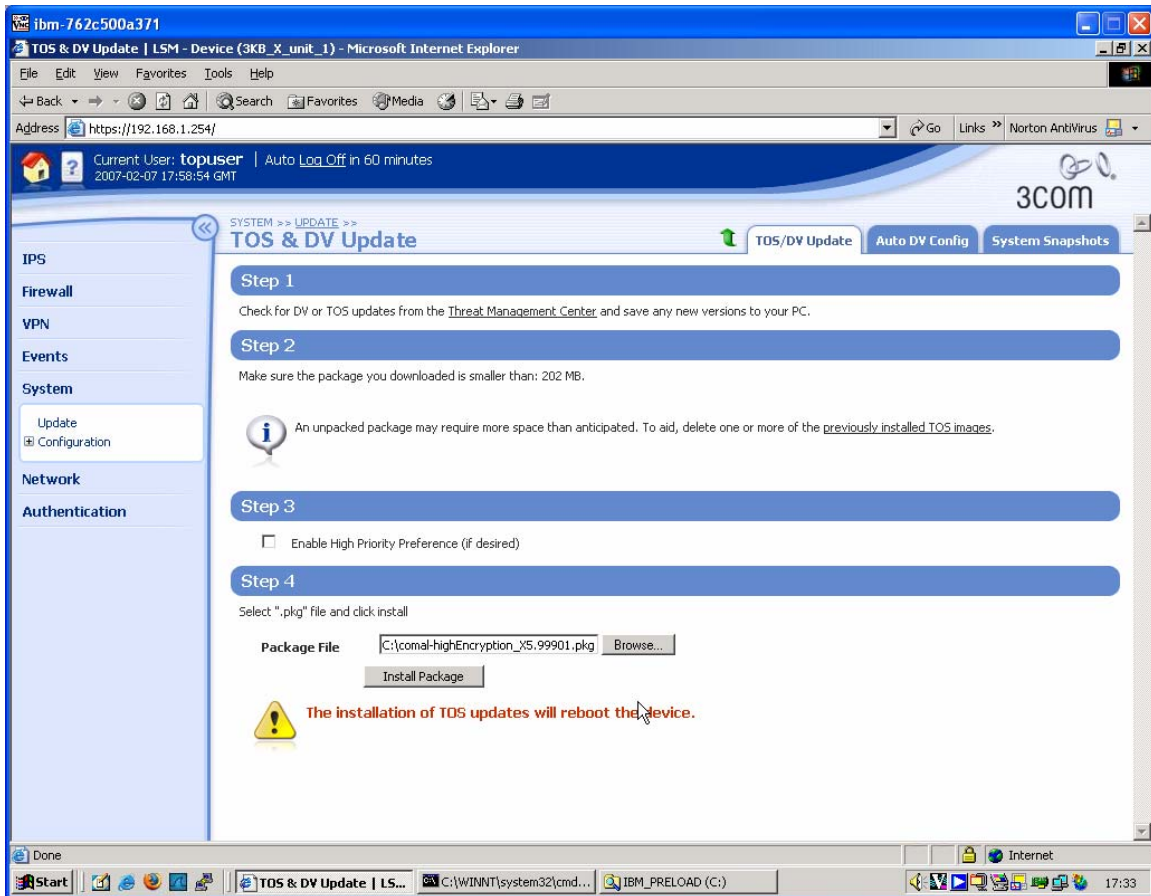 ibm-762c500a371
TOS & DV Update | LSM - Device (3KB_X_unit_1) - Microsoft Internet Explorer
File Edit View Favorites Tools Help
Back Search Favorites Media
Address https://192.168.1.254/ Go Links » Norton AntiVirus
Current User: topuser | Auto Log Off in 60 minutes
2007-02-07 17:58:54 GMT
3COM
SYSTEM >> UPDATE >>
TOS & DV Update
TOS/DV Update Auto DV Config System Snapshots
IPS
Firewall
VPN
Events
System
Update
Configuration
Network
Authentication
Step 1
Check for DV or TOS updates from the Threat Management Center and save any new versions to your PC.
Step 2
Make sure the package you downloaded is smaller than: 202 MB.
An unpacked package may require more space than anticipated. To aid, delete one or more of the previously installed TOS images.
Step 3
Enable High Priority Preference (if desired)
Step 4
Select ".pkg" file and click install
Package File C:\comal-highEncryption_X5.99901.pkg Browse...
Install Package
The installation of TOS updates will reboot the device.
Done Internet
Start TOS & DV Update | LS... C:\WINNT\system32\cmd... IBM_PRELOAD (C:) 17:33